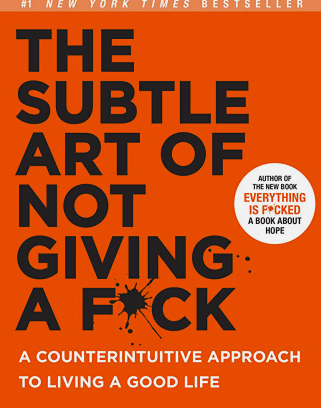 #1 NEW YORK TIMES BESTSELLER
THE
SUBTLE
ART OF
NOT
GIVING
A F*CK
AUTHOR OF
THE NEW BOOK
EVERYTHING
IS F*CKED
A BOOK ABOUT
HOPE
A COUNTERINTUITIVE APPROACH
TO LIVING A GOOD LIFE